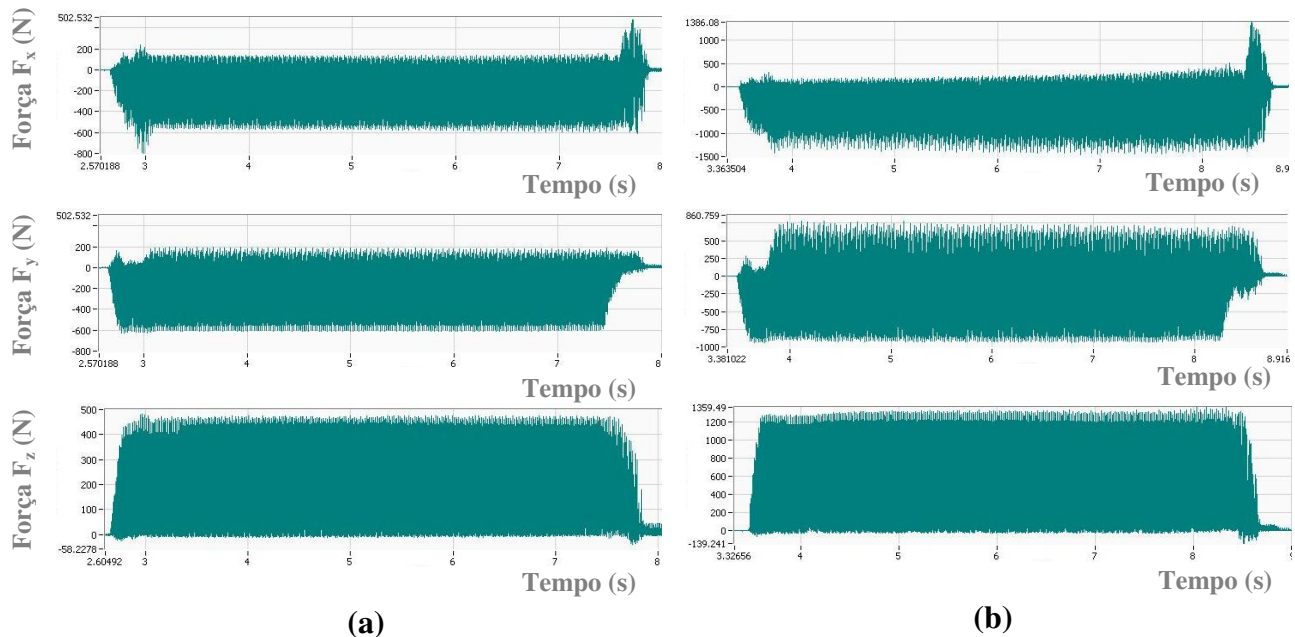 Força Fx (N)
502.532
200
0
-200
-400
-600
-800
2.570188 3 4 5 6 7 8
Tempo (s)
1386.08
1000
500
0
-500
-1000
-1500
3.363504 4 5 6 7 8 8.9
Tempo (s)
Força Fy (N)
502.532
200
0
-200
-400
-600
-800
2.570188 3 4 5 6 7 8
Tempo (s)
860.759
500
250
0
-250
-500
-750
-1000
3.381022 4 5 6 7 8 8.916
Tempo (s)
Força Fz (N)
500
400
300
200
100
0
-58.2278
2.60492 3 4 5 6 7 8
Tempo (s)
1359.49
1200
1000
800
600
400
200
0
-139.241
3.32656 4 5 6 7 8 9
Tempo (s)
(a)
(b)